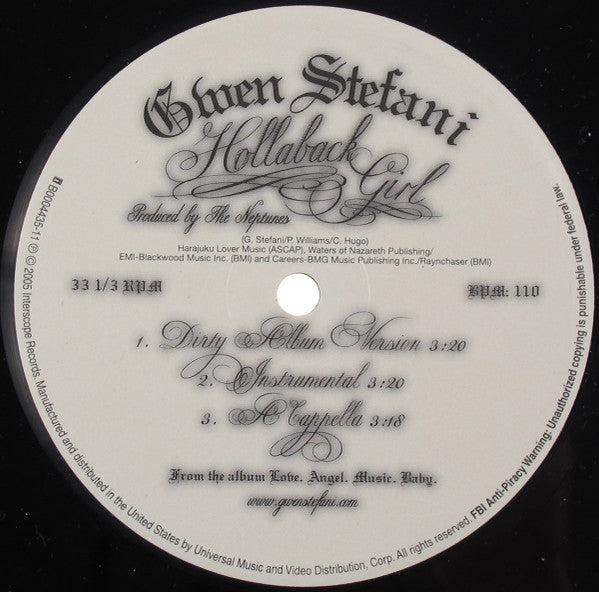 Gwen Stefani
Hollaback Girl
Produced by The Neptunes
(G. Stefani/P. Williams/C. Hugo)
Harajuku Lover Music (ASCAP), Waters of Nazareth Publishing/
EMI-Blackwood Music Inc. (BMI) and Careers-BMG Music Publishing Inc./Raynchaser (BMI)
33 1/3 RPM
BPM: 110
1. Dirty Album Version 3:20
2. Instrumental 3:20
3. A Cappella 3:18
From the album Love. Angel. Music. Baby.
www.gwenstefani.com
B0004435-11 ℗ © 2005 Interscope Records. Manufactured and distributed in the United States by Universal Music and Video Distribution, Corp. All rights reserved. FBI Anti-Piracy Warning: Unauthorized copying is punishable under federal law.